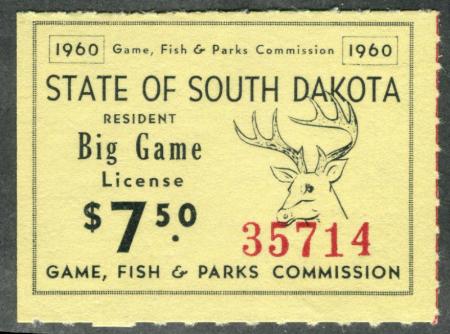 1960 Game, Fish & Parks Commission 1960
STATE OF SOUTH DAKOTA
RESIDENT
Big Game
License
$7.50
35714
GAME, FISH & PARKS COMMISSION